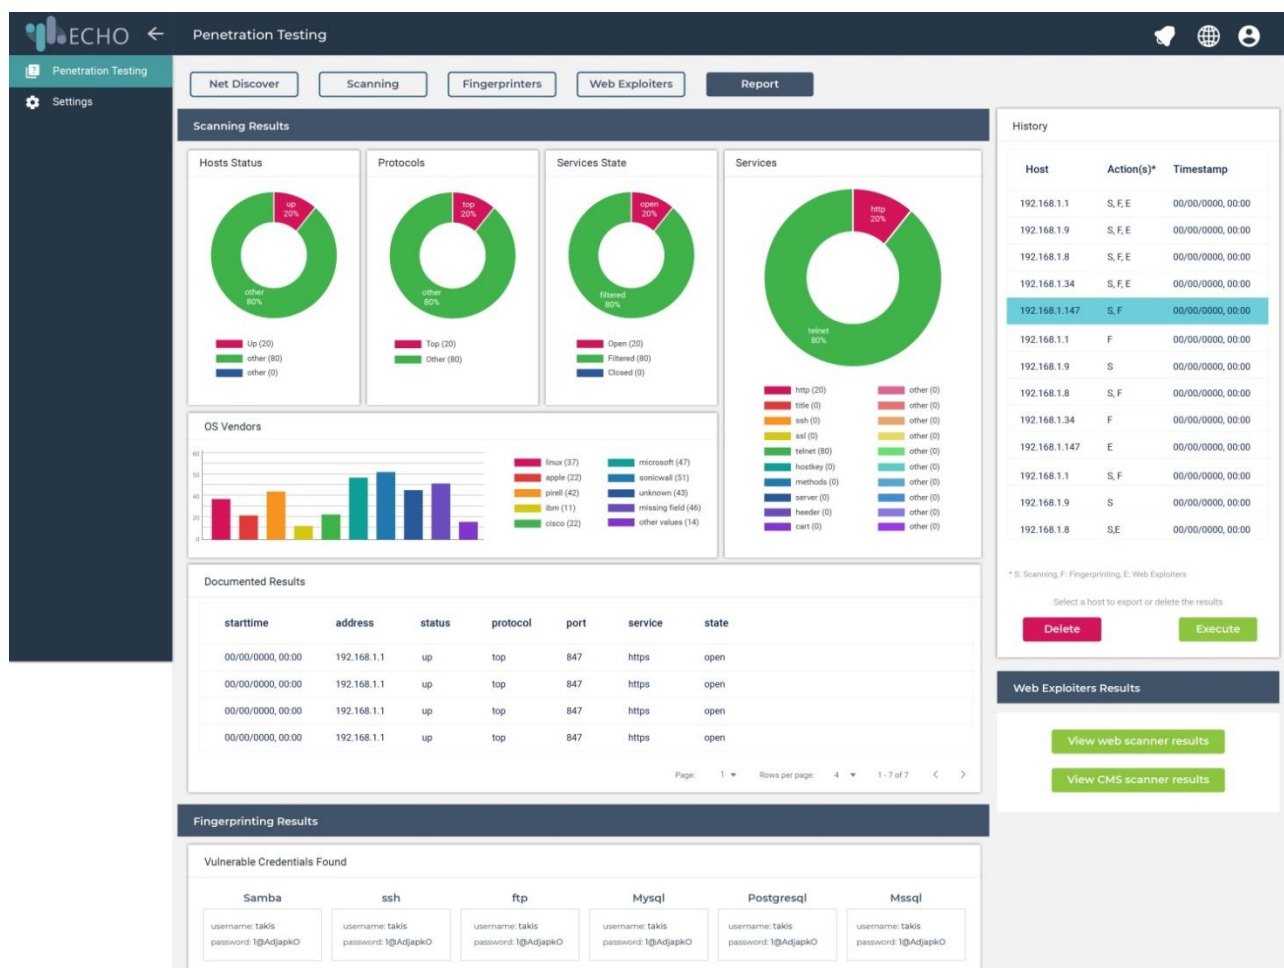 ECHO
Penetration Testing
Penetration Testing
Settings
Net Discover
Scanning
Fingerprinters
Web Exploiters
Report
Scanning Results
Hosts Status
up
20%
other
80%
Up (20)
other (80)
other (0)
Protocols
top
20%
other
80%
Top (20)
Other (80)
Services State
open
20%
filtered
80%
Open (20)
Filtered (80)
Closed (0)
Services
http
20%
telnet
80%
http (20)
title (0)
ssh (0)
ssl (0)
telnet (80)
hostkey (0)
methods (0)
server (0)
heeder (0)
cart (0)
other (0)
other (0)
other (0)
other (0)
other (0)
other (0)
other (0)
other (0)
other (0)
other (0)
OS Vendors
60
50
40
20
0
linux (37)
apple (22)
pirell (42)
ibm (11)
cisco (22)
microsoft (47)
sonicwall (51)
unknown (43)
missing field (46)
other values (14)
Documented Results
starttime address status protocol port service state
00/00/0000, 00:00 192.168.1.1 up top 847 https open
00/00/0000, 00:00 192.168.1.1 up top 847 https open
00/00/0000, 00:00 192.168.1.1 up top 847 https open
00/00/0000, 00:00 192.168.1.1 up top 847 https open
Page: 1 Rows per page: 4 1 - 7 of 7
Fingerprinting Results
Vulnerable Credentials Found
Samba
username: takis
password: 1@AdjapkO
ssh
username: takis
password: 1@AdjapkO
ftp
username: takis
password: 1@AdjapkO
Mysql
username: takis
password: 1@AdjapkO
Postgresql
username: takis
password: 1@AdjapkO
Mssql
username: takis
password: 1@AdjapkO
History
Host Action(s)* Timestamp
192.168.1.1 S, F, E 00/00/0000, 00:00
192.168.1.9 S, F, E 00/00/0000, 00:00
192.168.1.8 S, F, E 00/00/0000, 00:00
192.168.1.34 S, F, E 00/00/0000, 00:00
192.168.1.147 S, F 00/00/0000, 00:00
192.168.1.1 F 00/00/0000, 00:00
192.168.1.9 S 00/00/0000, 00:00
192.168.1.8 S, F 00/00/0000, 00:00
192.168.1.34 F 00/00/0000, 00:00
192.168.1.147 E 00/00/0000, 00:00
192.168.1.1 S, F 00/00/0000, 00:00
192.168.1.9 S 00/00/0000, 00:00
192.168.1.8 S,E 00/00/0000, 00:00
* S: Scanning, F: Fingerprinting, E: Web Exploiters
Select a host to export or delete the results
Delete
Execute
Web Exploiters Results
View web scanner results
View CMS scanner results